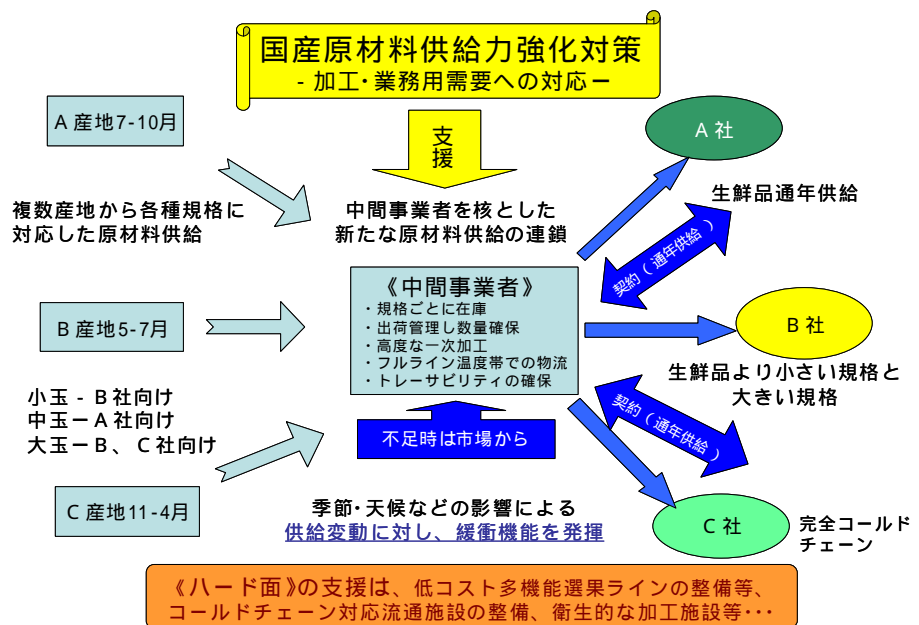 国産原材料供給力強化対策
- 加工・業務用需要への対応ー
A 産地7-10月
支援
A 社
複数産地から各種規格に
対応した原材料供給
中間事業者を核とした
新たな原材料供給の連鎖
生鮮品通年供給
契約（通年供給）
《中間事業者》
・規格ごとに在庫
・出荷管理し数量確保
・高度な一次加工
・フルライン温度帯での物流
・トレーサビリティの確保
B 産地5-7月
B 社
生鮮品より小さい規格と
大きい規格
小玉 - B社向け
中玉ーA社向け
大玉ーB、C社向け
契約（通年供給）
不足時は市場から
C 産地11-4月
季節・天候などの影響による
供給変動に対し、緩衝機能を発揮
C 社
完全コールド
チェーン
《ハード面》の支援は、低コスト多機能選果ラインの整備等、
コールドチェーン対応流通施設の整備、衛生的な加工施設等・・・